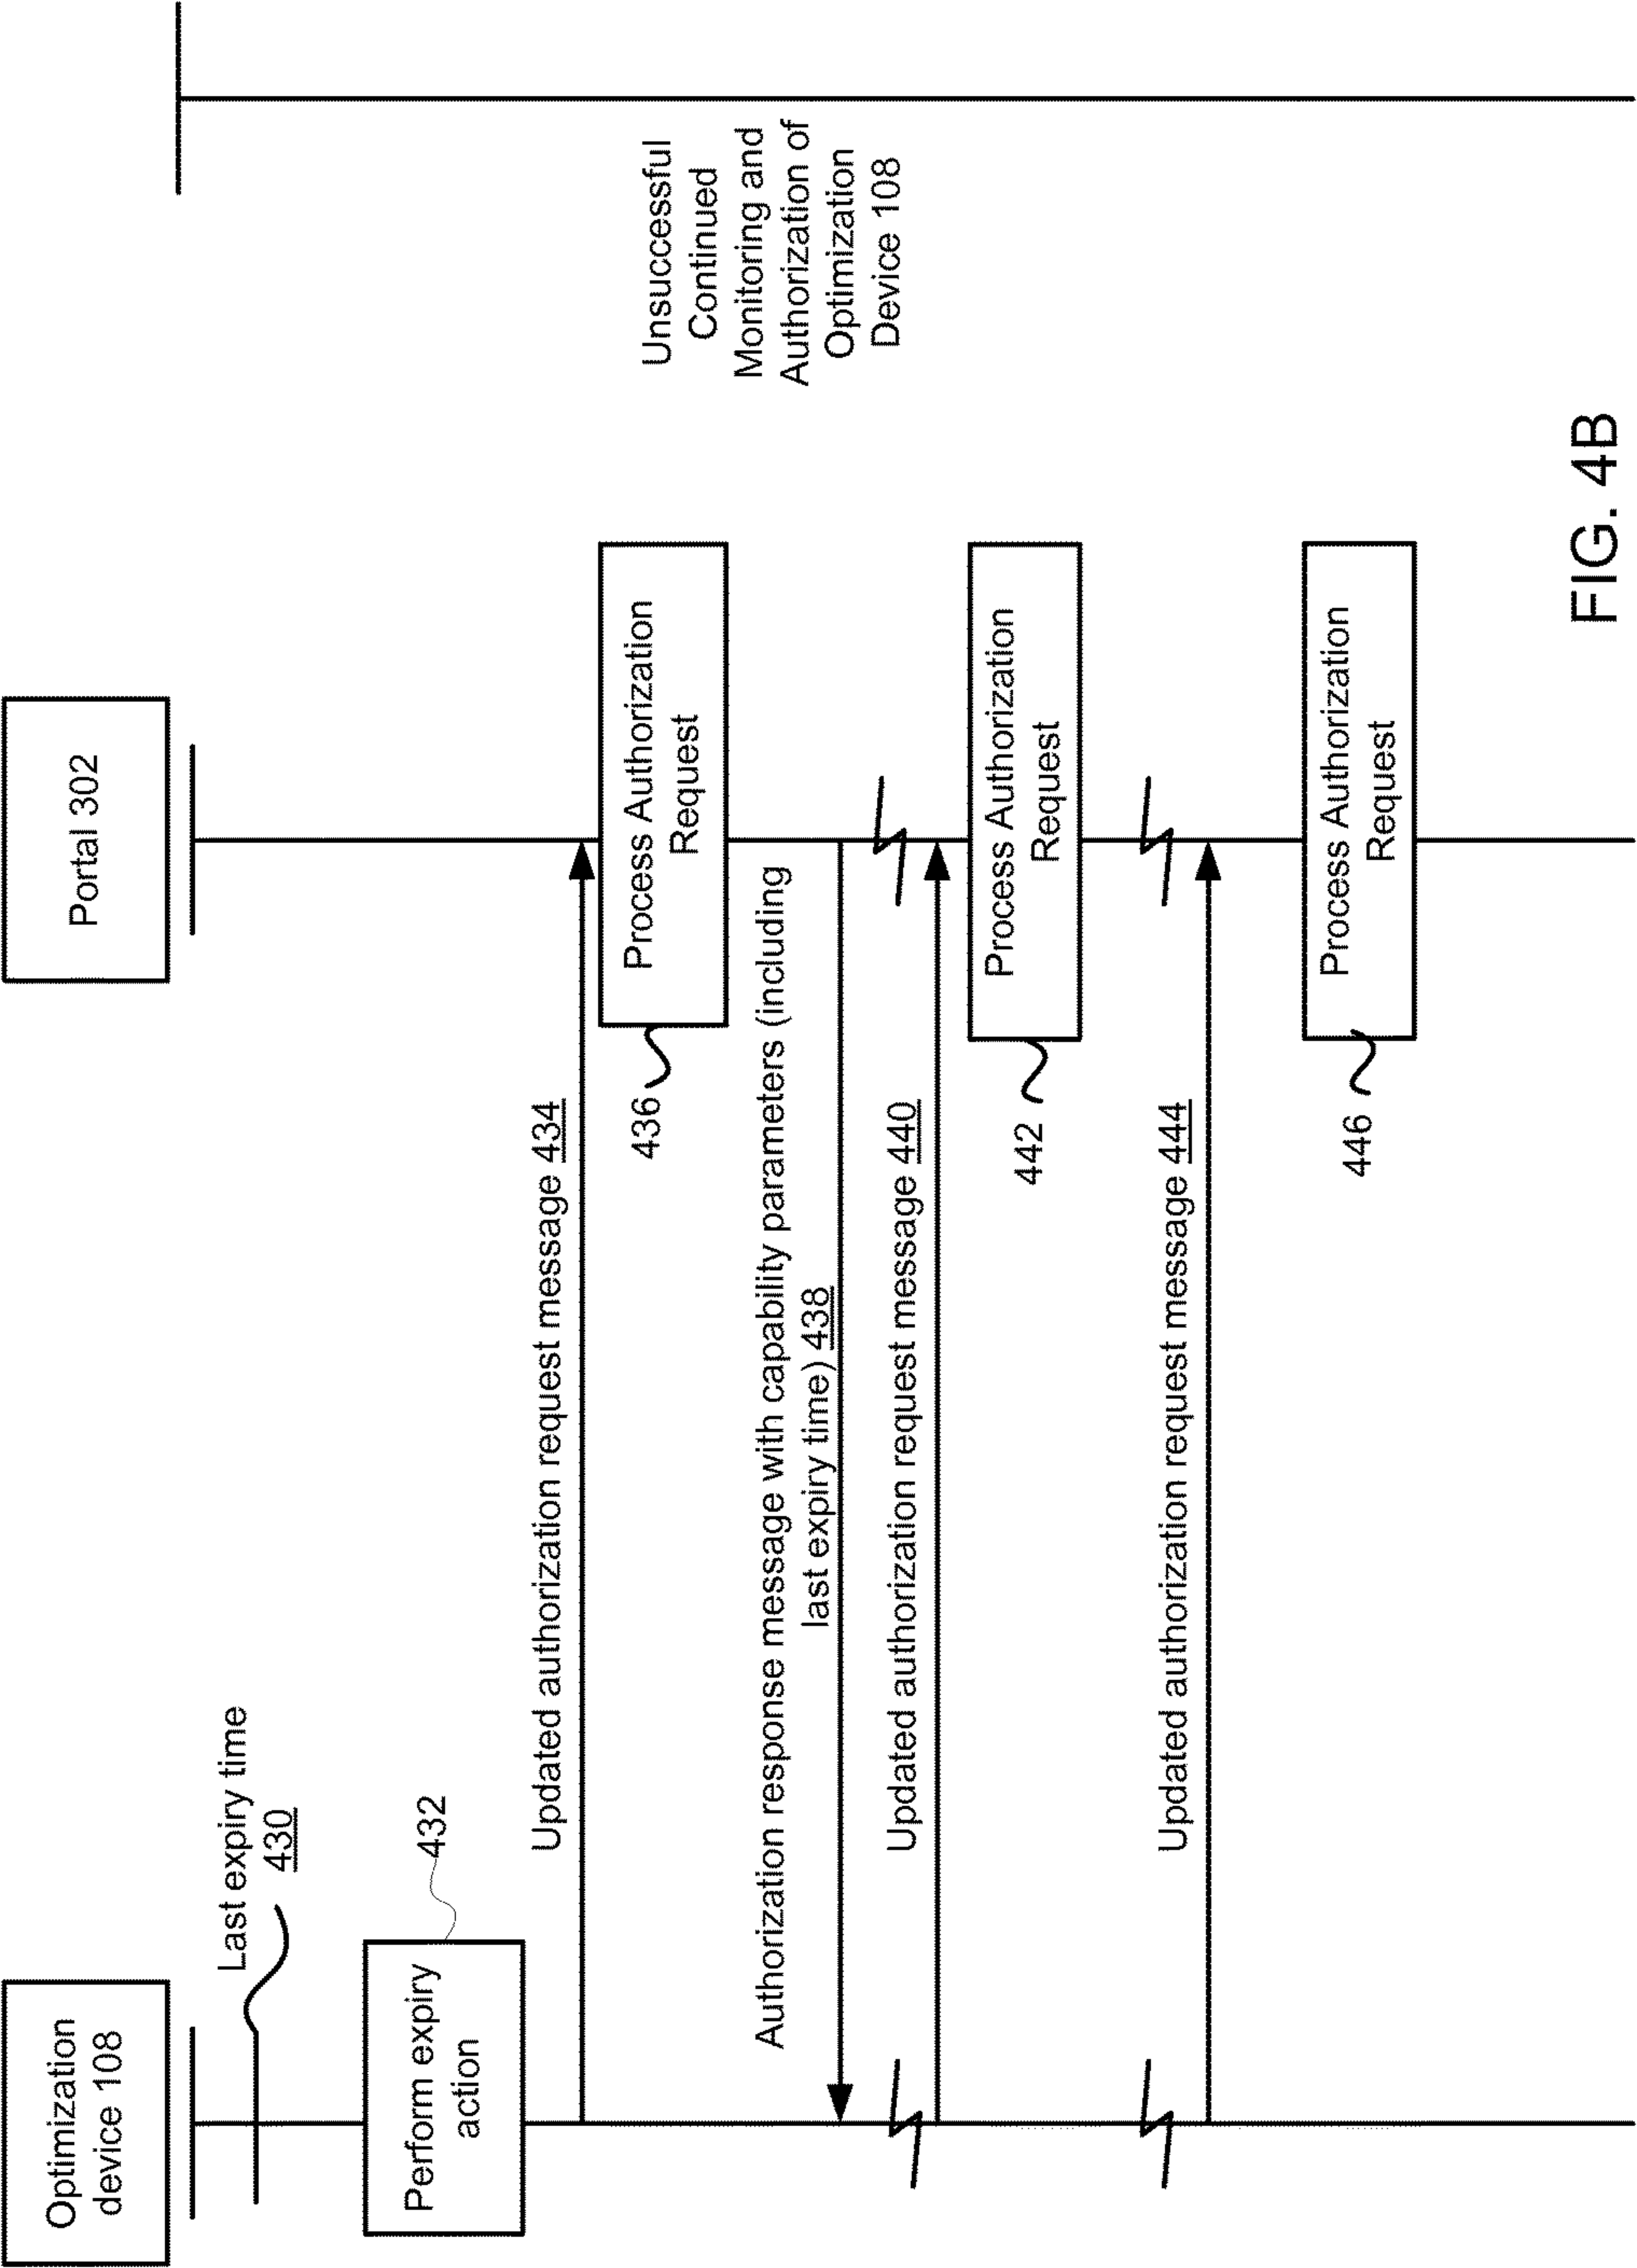 Optimization
device 108
Portal 302
Last expiry time
430
Perform expiry
action
432
Updated authorization request message 434
Process Authorization
Request
436
Authorization response message with capability parameters (including
last expiry time) 438
Updated authorization request message 440
Process Authorization
Request
442
Updated authorization request message 444
Process Authorization
Request
446
Unsuccessful
Continued
Monitoring and
Authorization of
Optimization
Device 108
FIG. 4B